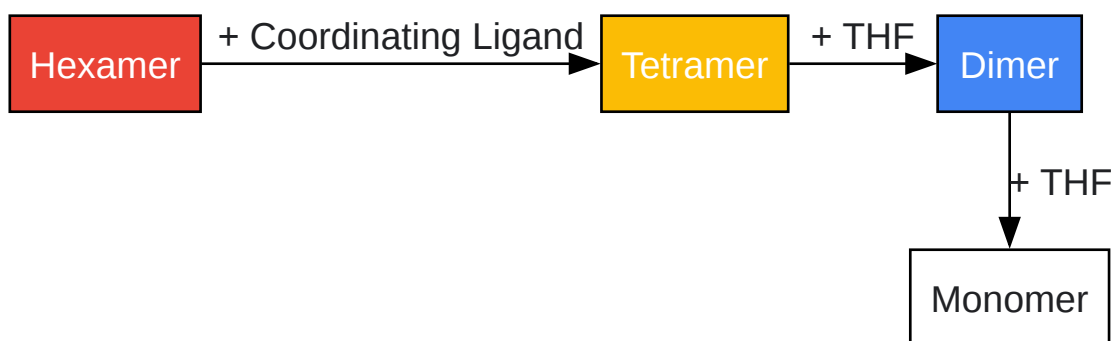 Hexamer
+ Coordinating Ligand
Tetramer
+ THF
Dimer
+ THF
Monomer